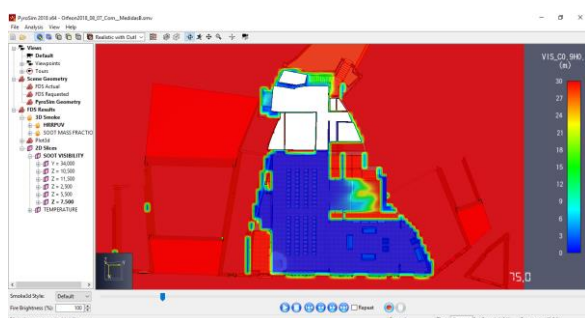 PyroSim 2018 x64 - Orfeon2018_08_07_Com__MedidasB.smv
File Analysis View Help
Realistic with Outl
Views
Default
Viewpoints
Tours
Scene Geometry
FDS Actual
FDS Requested
PyroSim Geometry
FDS Results
3D Smoke
HRRPUV
SOOT MASS FRACTIO
Plot3d
2D Slices
SOOT VISIBILITY
Y = 34,000
Z = 10,500
Z = 11,500
Z = 2,500
Z = 5,500
Z = 7,500
TEMPERATURE
VIS_C0,9H0,
(m)
30
27
24
21
18
15
12
9
6
3
0
75,0
Smoke3d Style: Default
Fire Brightness (%): 100
Repeat